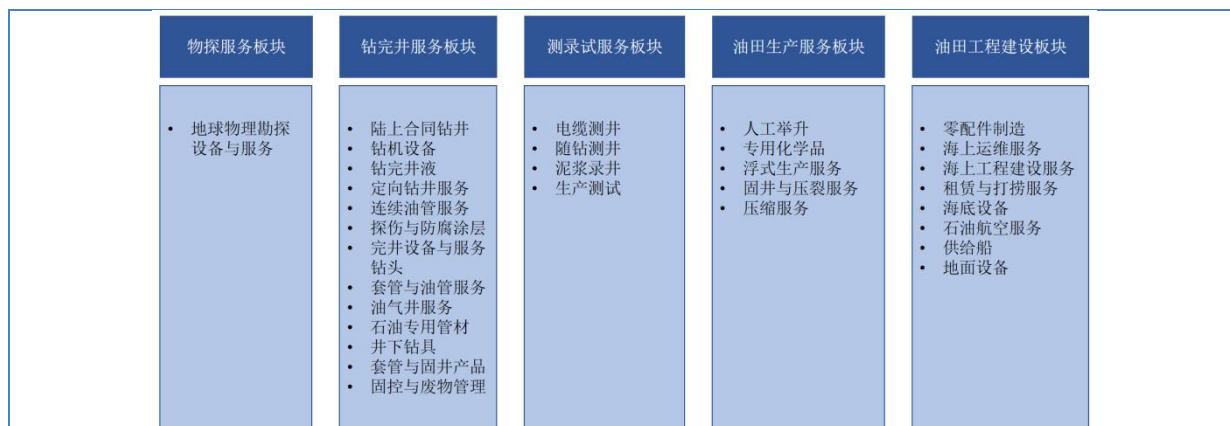 物探服务板块
钻完井服务板块
测录试服务板块
油田生产服务板块
油田工程建设板块
• 地球物理勘探
设备与服务
• 陆上合同钻井
• 钻机设备
• 钻完井液
• 定向钻井服务
• 连续油管服务
• 探伤与防腐涂层
• 完井设备与服务
钻头
• 套管与油管服务
• 油气井服务
• 石油专用管材
• 井下钻具
• 套管与固井产品
• 固控与废物管理
• 电缆测井
• 随钻测井
• 泥浆录井
• 生产测试
• 人工举升
• 专用化学品
• 浮式生产服务
• 固井与压裂服务
• 压缩服务
• 零配件制造
• 海上运维服务
• 海上工程建设服务
• 租赁与打捞服务
• 海底设备
• 石油航空服务
• 供给船
• 地面设备